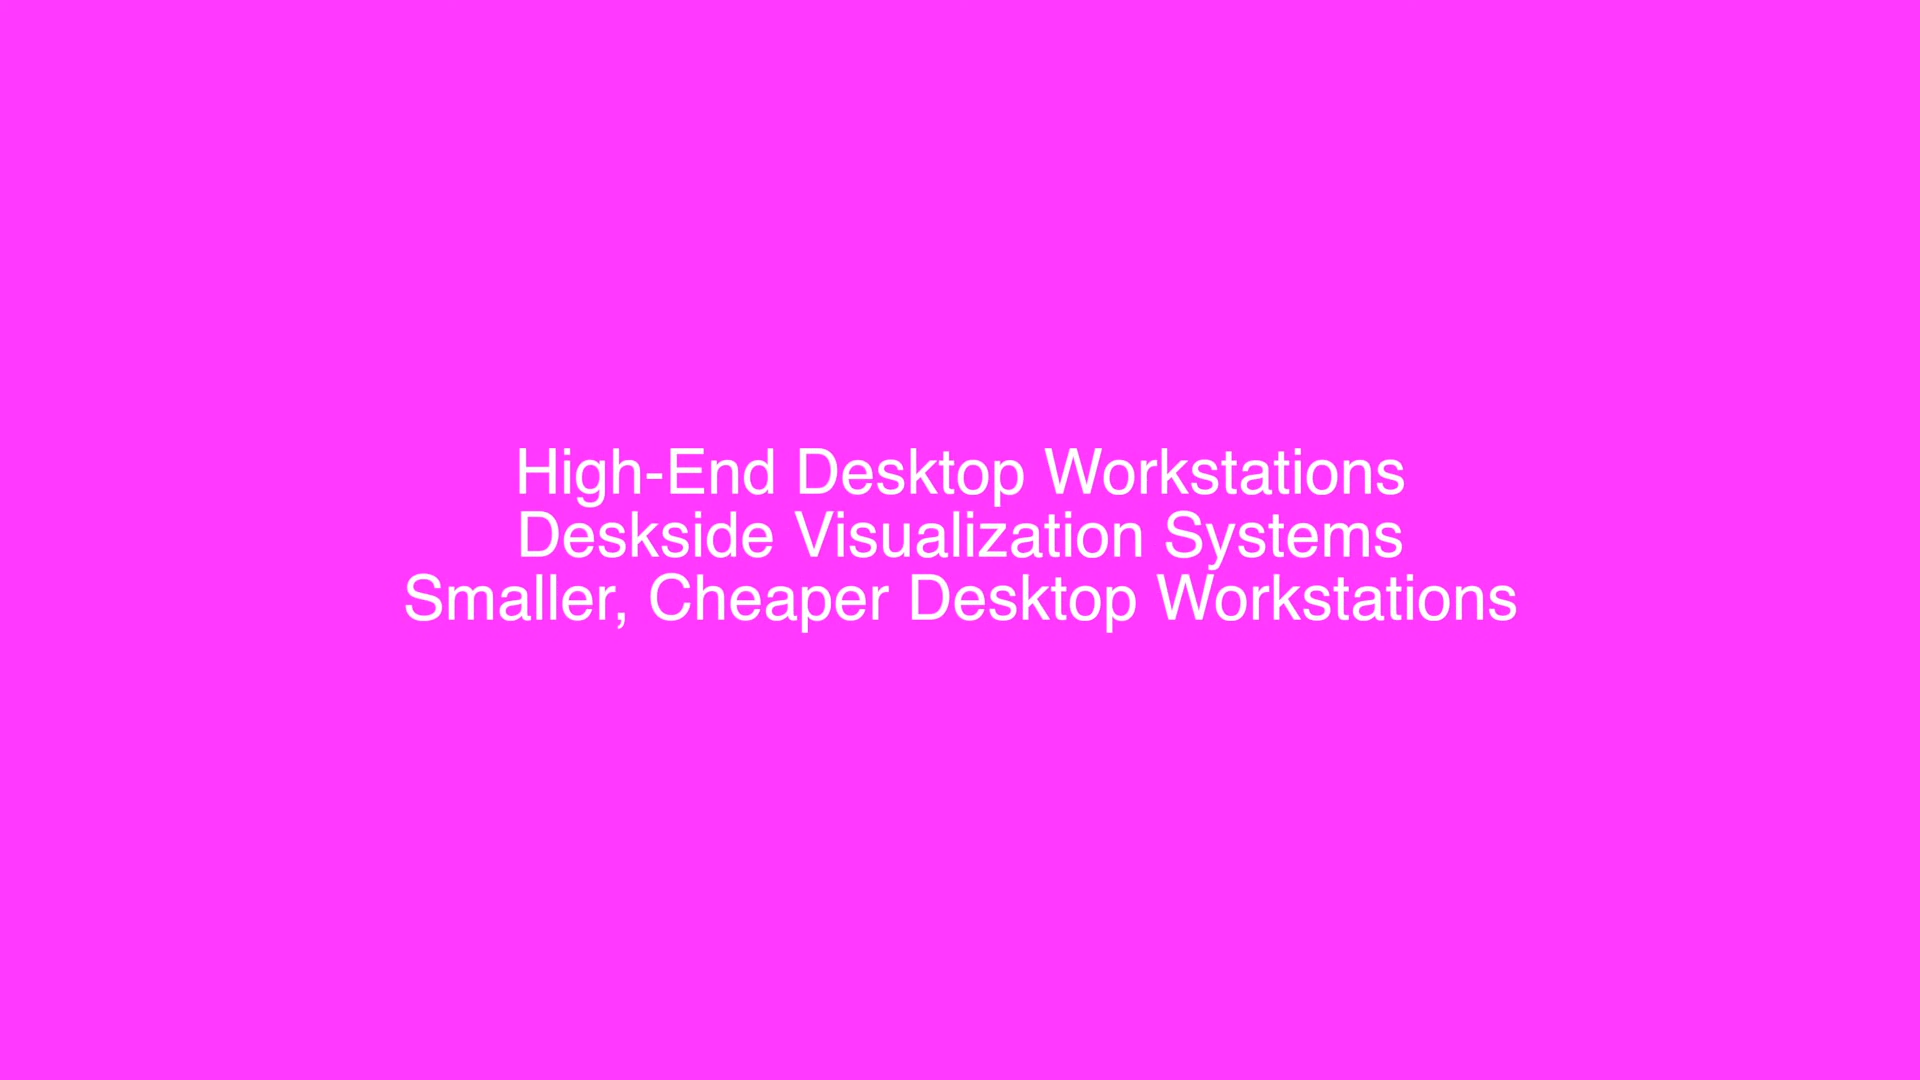 High-End Desktop Workstations
Deskside Visualization Systems
Smaller, Cheaper Desktop Workstations